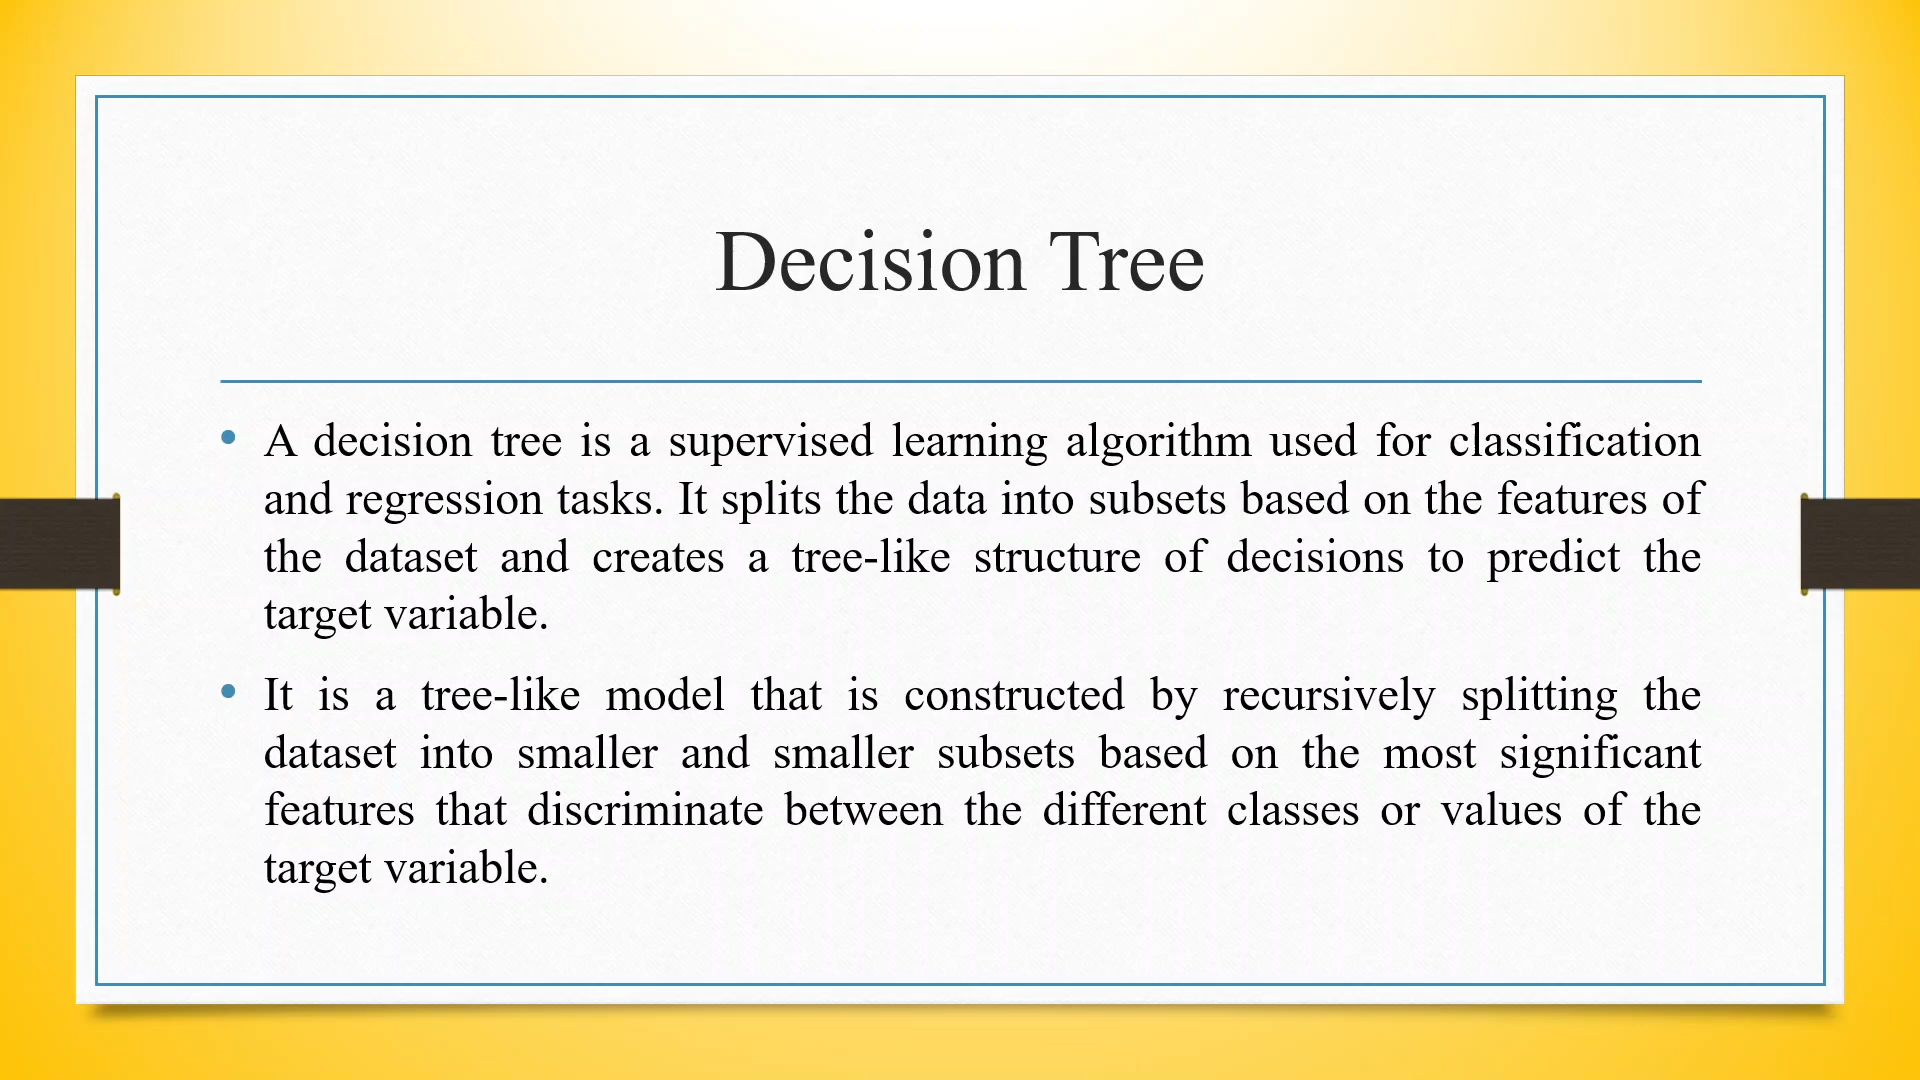 Decision Tree
• A decision tree is a supervised learning algorithm used for classification
and regression tasks. It splits the data into subsets based on the features of
the dataset and creates a tree-like structure of decisions to predict the
target variable.
• It is a tree-like model that is constructed by recursively splitting the
dataset into smaller and smaller subsets based on the most significant
features that discriminate between the different classes or values of the
target variable.